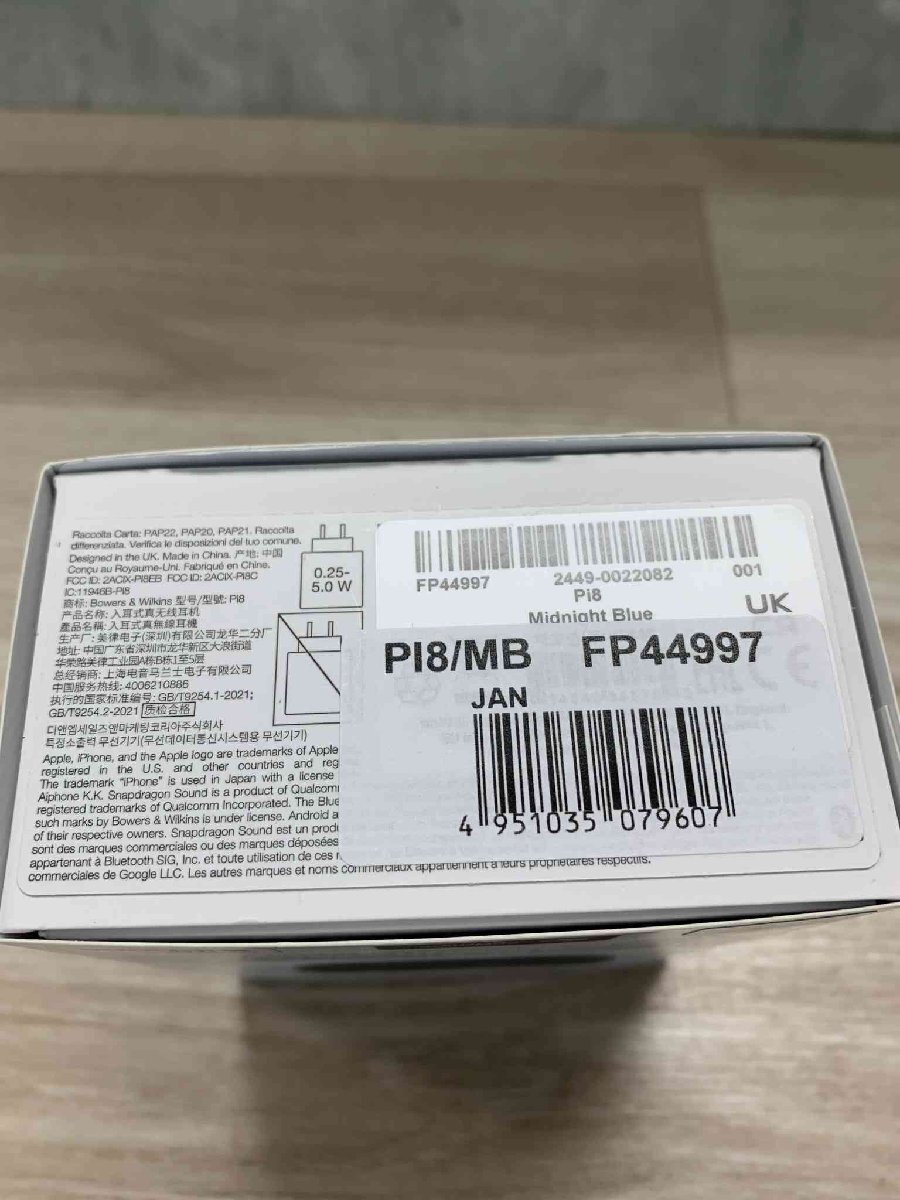 Raccolta Carta: PAP22, PAP20, PAP21. Raccolta
differenziata. Verifica le disposizioni del tuo comune.
Designed in the UK. Made in China. 产地: 中国
Conçu au Royaume-Uni. Fabriqué en Chine.
FCC ID: 2ACIX-PI8EB FCC ID: 2ACIX-PI8C
IC:11946B-PI8
商标: Bowers & Wilkins 型号/型號: Pi8
产品名称: 入耳式真无线耳机
產品名稱: 入耳式真無線耳機
生产厂: 美律电子(深圳)有限公司龙华二分厂
地址: 中国广东省深圳市龙华新区大浪街道
华荣路美律工业园A栋B栋1至5层
总经销商: 上海电音马兰士电子有限公司
中国服务热线: 4006210886
执行的国家标准编号: GB/T9254.1-2021;
GB/T9254.2-2021 质检合格
디앤엠세일즈앤마케팅코리아주식회사
특정소출력 무선기기(무선데이터통신시스템용 무선기기)
Apple, iPhone, and the Apple logo are trademarks of Apple
registered in the U.S. and other countries and reg
The trademark "iPhone" is used in Japan with a license
Aiphone K.K. Snapdragon Sound is a product of Qualcom
registered trademarks of Qualcomm Incorporated. The Blue
such marks by Bowers & Wilkins is under license. Android a
of their respective owners. Snapdragon Sound est un produ
sont des marques commerciales ou des marques déposées
appartenant à Bluetooth SIG, Inc. et toute utilisation de ces
commerciales de Google LLC. Les autres marques et noms commerciaux appartiennent à leurs propriétaires respectifs.
0.25-
5.0 W
FP44997 2449-0022082 001
Pi8
Midnight Blue UK
PI8/MB FP44997
JAN
4 951035 079607